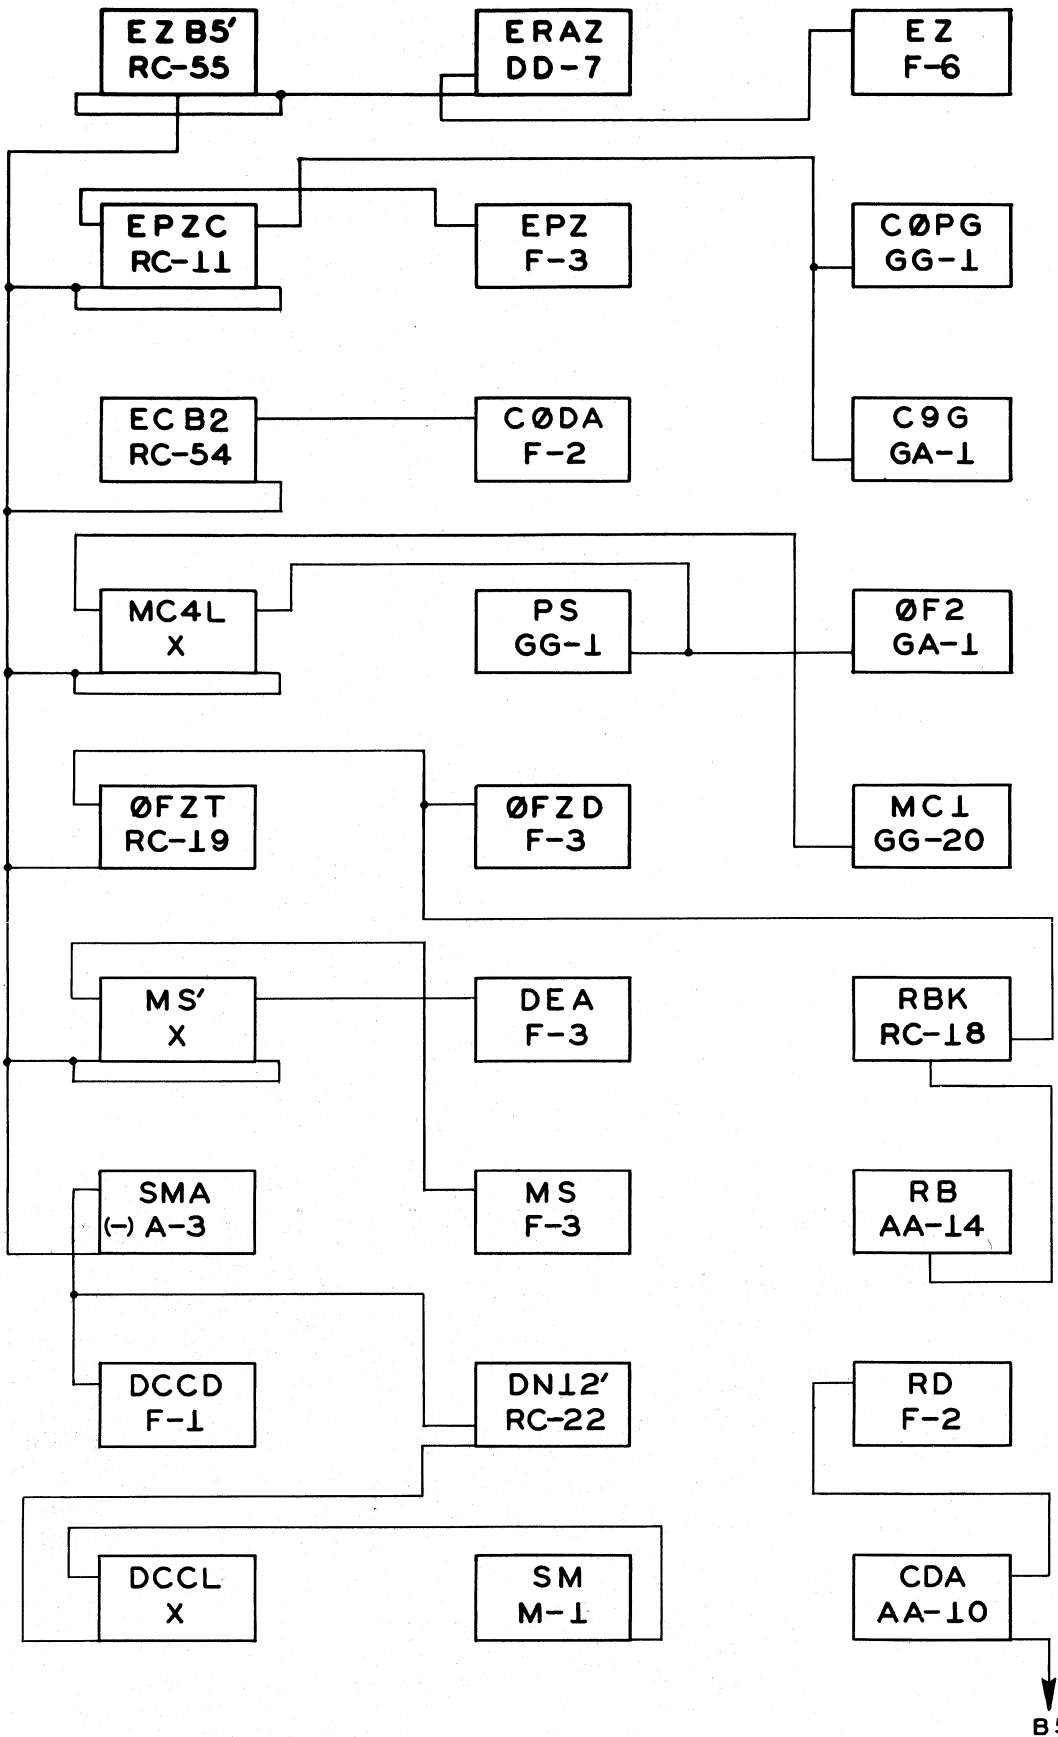 EZB5′
RC-55
ERAZ
DD-7
EZ
F-6
EPZC
RC-11
EPZ
F-3
CØPG
GG-1
ECB2
RC-54
CØDA
F-2
C9G
GA-1
MC4L
X
PS
GG-1
ØF2
GA-1
ØFZT
RC-19
ØFZD
F-3
MC1
GG-20
MS′
X
DEA
F-3
RBK
RC-18
SMA
(-) A-3
MS
F-3
RB
AA-14
DCCD
F-1
DN12′
RC-22
RD
F-2
DCCL
X
SM
M-1
CDA
AA-10